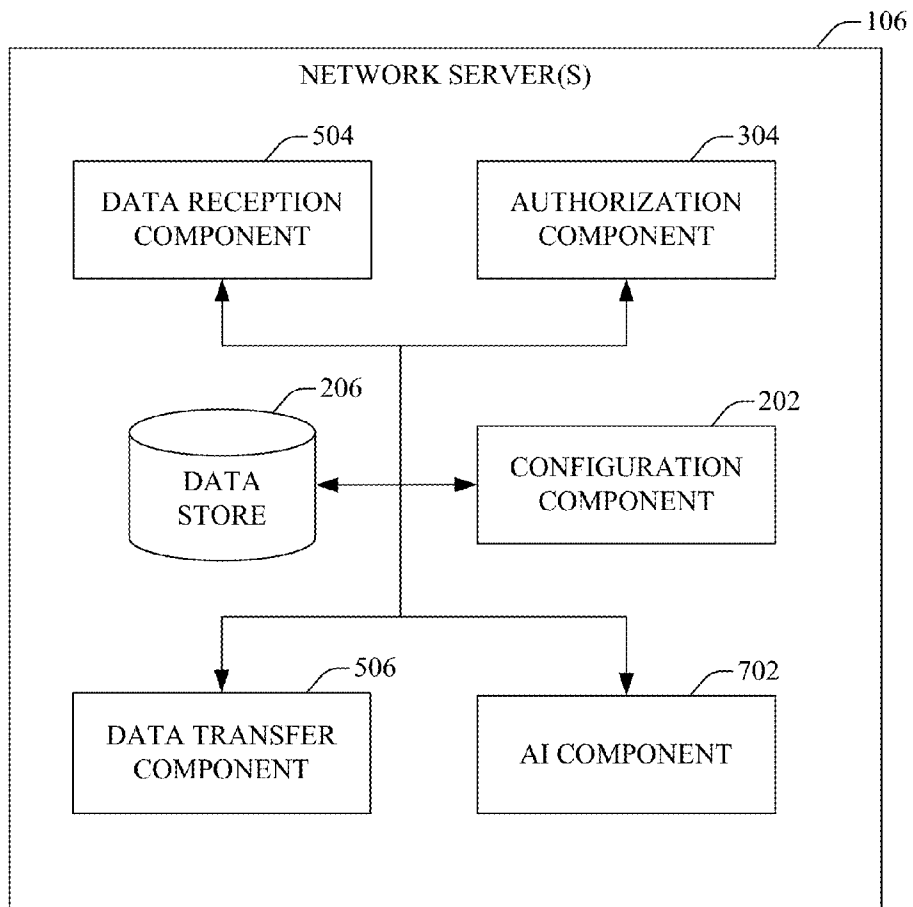 106
NETWORK SERVER(S)
504
304
DATA RECEPTION
COMPONENT
AUTHORIZATION
COMPONENT
206
202
DATA
STORE
CONFIGURATION
COMPONENT
506
702
DATA TRANSFER
COMPONENT
AI COMPONENT